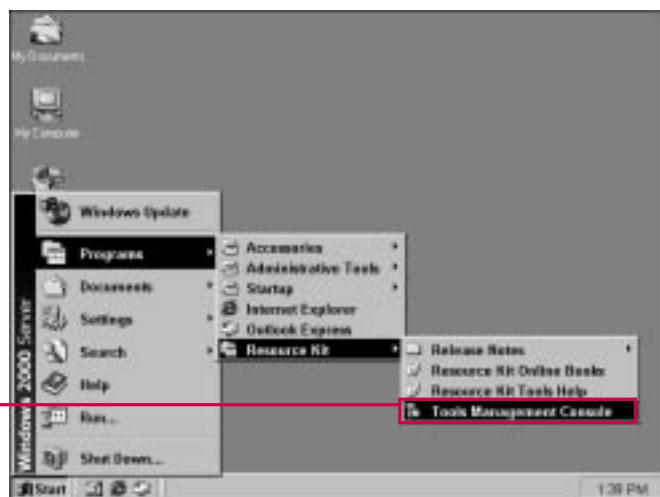 My Documents
My Computer
Windows 2000 Server
Windows Update
Programs
Documents
Settings
Search
Help
Run...
Shut Down...
Accessories
Administrative Tools
Startup
Internet Explorer
Outlook Express
Resource Kit
Release Notes
Resource Kit Online Books
Resource Kit Tools Help
Tools Management Console
Start
1:39 PM